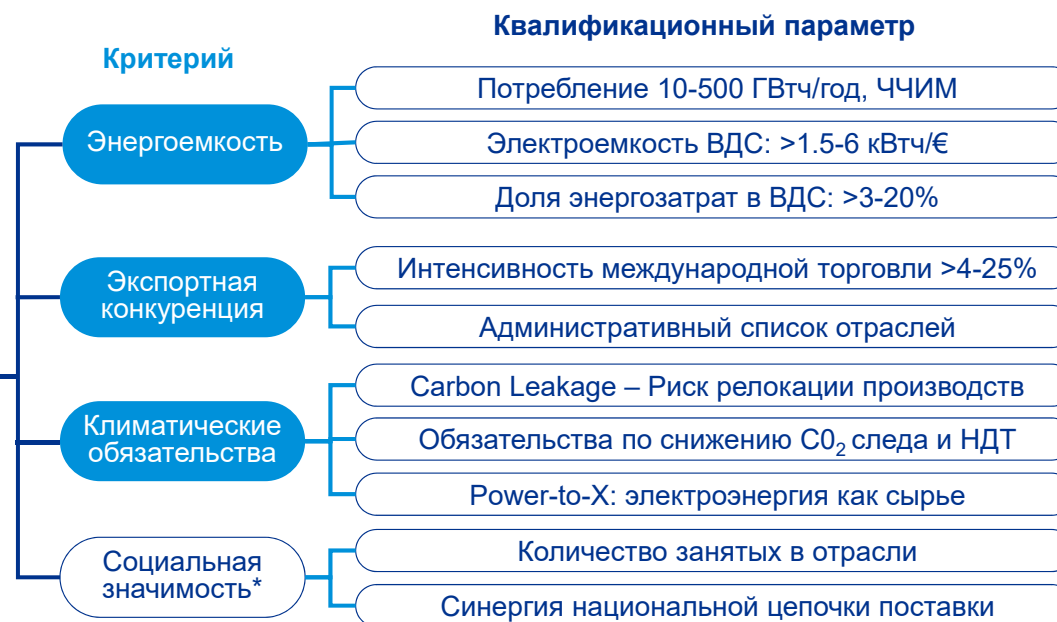 Квалификационный параметр
Критерий
Энергоемкость
Потребление 10-500 ГВтч/год, ЧЧИМ
Электроемкость ВДС: >1.5-6 кВтч/€
Доля энергозатрат в ВДС: >3-20%
Экспортная
конкуренция
Интенсивность международной торговли >4-25%
Административный список отраслей
Климатические
обязательства
Carbon Leakage – Риск релокации производств
Обязательства по снижению C0₂ следа и НДТ
Power-to-X: электроэнергия как сырье
Социальная
значимость*
Количество занятых в отрасли
Синергия национальной цепочки поставки